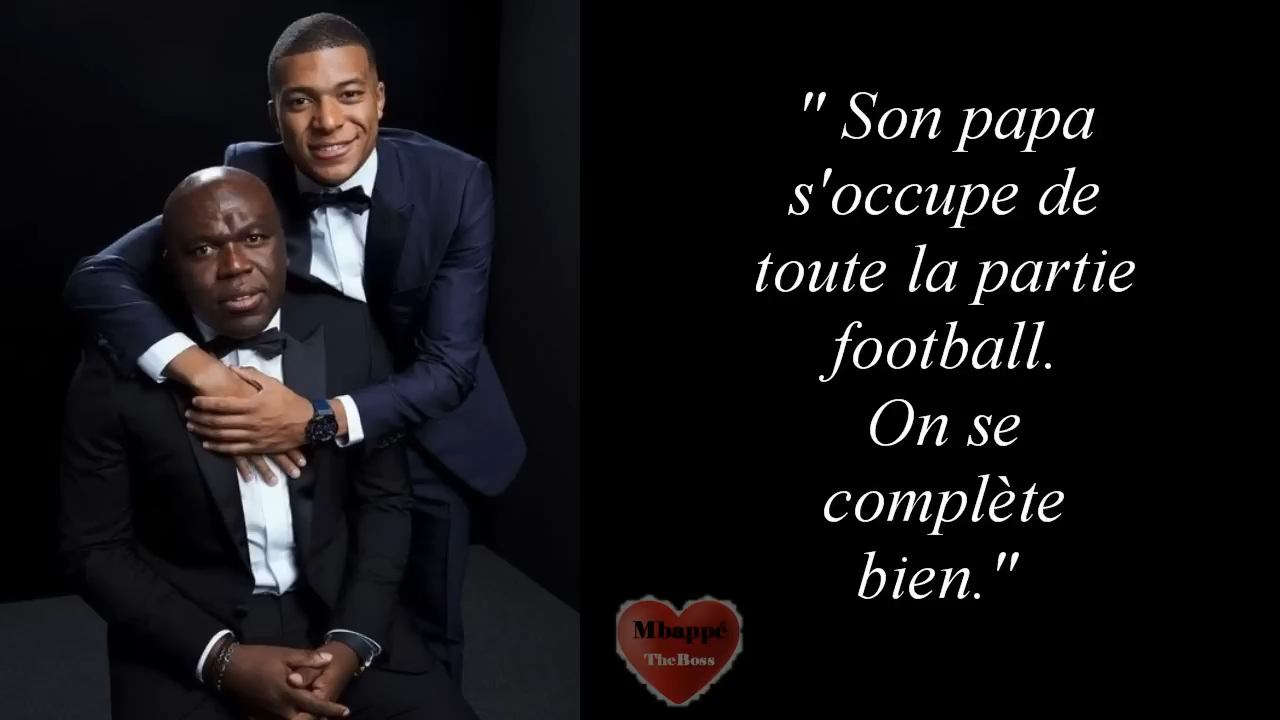 " Son papa
s'occupe de
toute la partie
football.
On se
complète
bien."
Mbappé
TheBoss